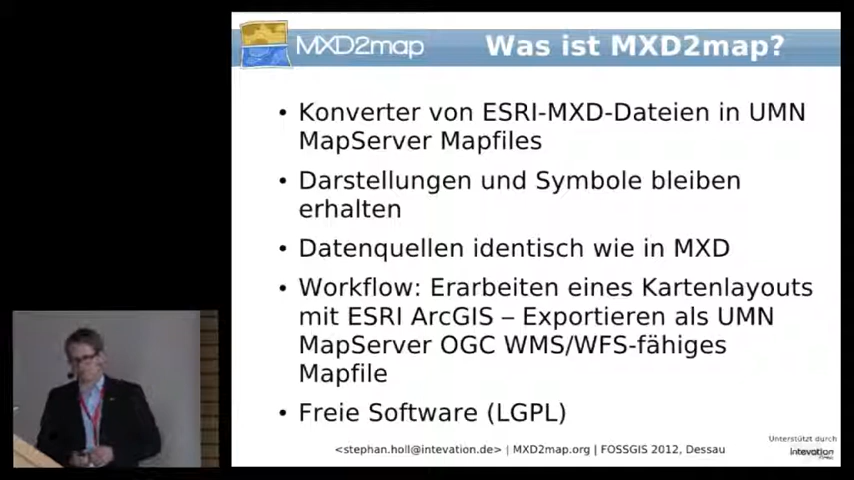 MXD2map
Was ist MXD2map?
• Konverter von ESRI-MXD-Dateien in UMN
MapServer Mapfiles
• Darstellungen und Symbole bleiben
erhalten
• Datenquellen identisch wie in MXD
• Workflow: Erarbeiten eines Kartenlayouts
mit ESRI ArcGIS – Exportieren als UMN
MapServer OGC WMS/WFS-fähiges
Mapfile
• Freie Software (LGPL)
Unterstützt durch
<stephan.holl@intevation.de> | MXD2map.org | FOSSGIS 2012, Dessau
Intevation